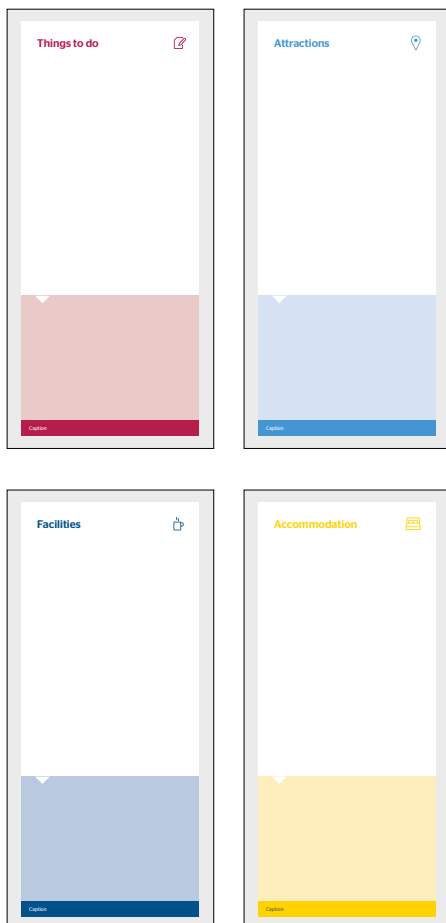 Things to do
Caption
Attractions
Caption
Facilities
Caption
Accommodation
Caption